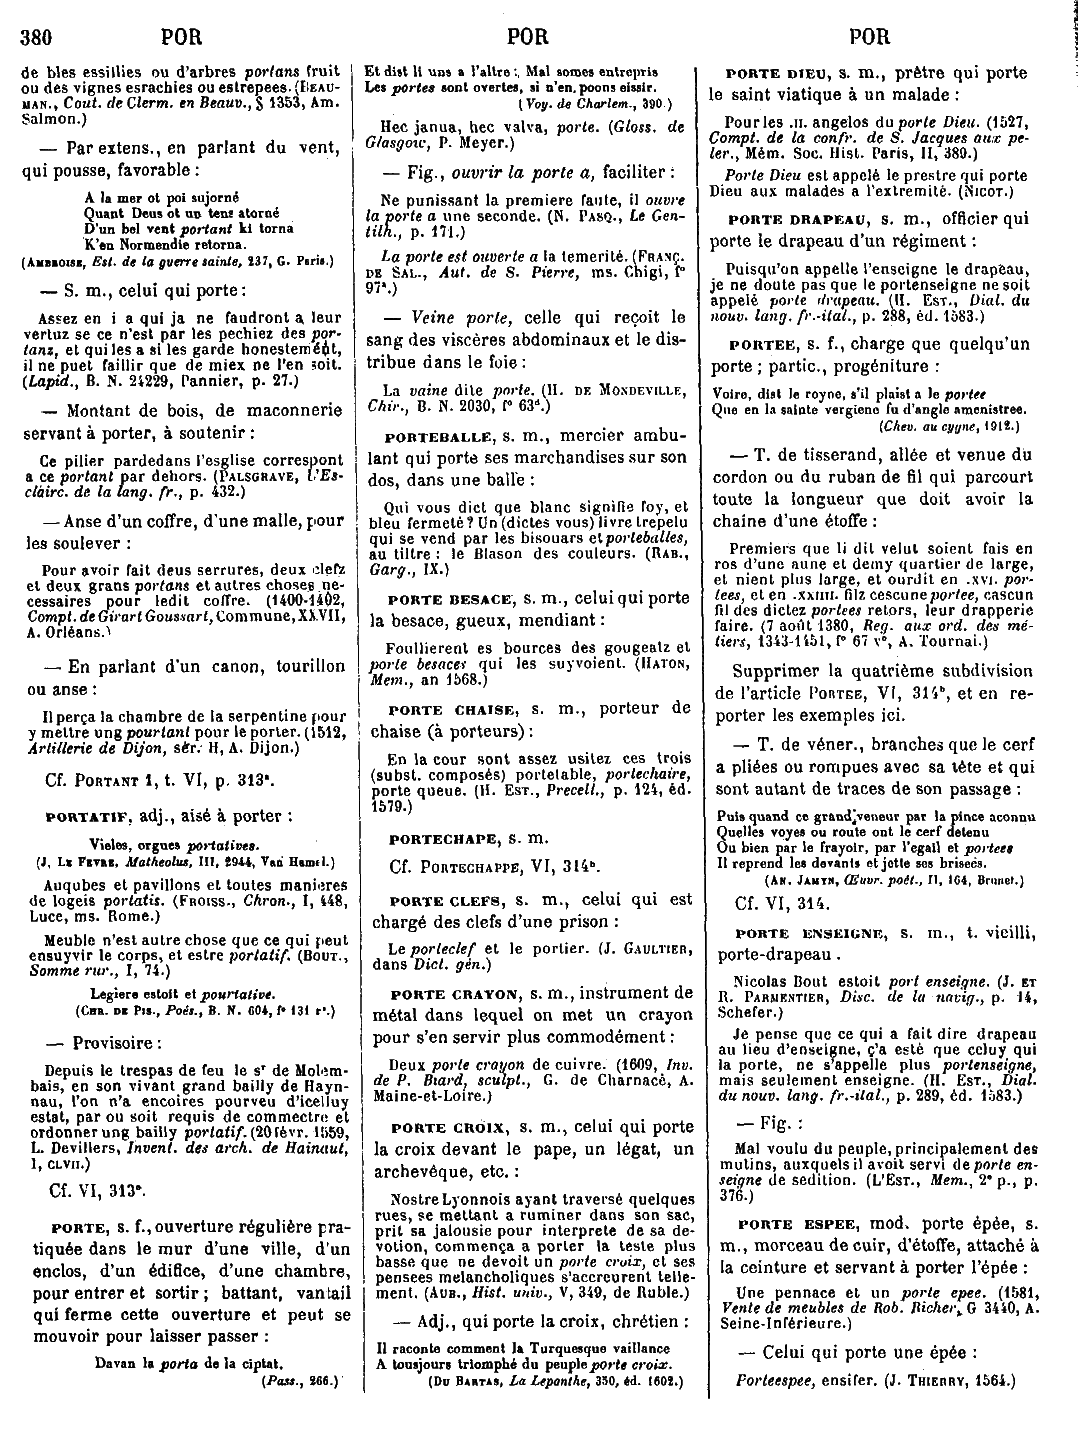 380 POR POR POR
de bles essillies ou d'arbres portans fruit
ou des vignes esrachies ou estrepees. (BEAU-
MAN., Cout. de Clerm. en Beauv., § 1353, Am.
Salmon.)
— Par extens., en parlant du vent,
qui pousse, favorable :
A la mer ot poi sujorné
Quant Deus ot un tens atorné
D'un bel vent portant ki torna
K'en Normendie retorna.
(AMBROISE, Est. de la guerre sainte, 237, G. Paris.)
— S. m., celui qui porte :
Assez en i a qui ja ne faudront a leur
vertuz se ce n'est par les pechiez des por-
tanz, et qui les a si les garde honestemént,
il ne puet faillir que de miex ne l'en soit.
(Lapid., B. N. 24229, Pannier, p. 27.)
— Montant de bois, de maconnerie
servant à porter, à soutenir :
Ce pilier pardedans l'esglise correspont
a ce portant par dehors. (PALSGRAVE, L'Es-
clairc. de la lang. fr., p. 432.)
— Anse d'un coffre, d'une malle, pour
les soulever :
Pour avoir fait deus serrures, deux clefz
et deux grans portans et autres choses ne-
cessaires pour ledit coffre. (1400-1402,
Compt. de Girart Goussart, Commune, XXVII,
A. Orléans.)
— En parlant d'un canon, tourillon
ou anse :
Il perça la chambre de la serpentine pour
y mettre ung pourtant pour le porter. (1512,
Artillerie de Dijon, sér. H, A. Dijon.)
Cf. PORTANT 1, t. VI, p. 313ª.
PORTATIF, adj., aisé à porter :
Vieles, orgues portatives.
(J. LE FEVRE, Matheolus, III, 2944, Van Hamel.)
Auqubes et pavillons et toutes manieres
de logeis portatis. (FROISS., Chron., I, 448,
Luce, ms. Rome.)
Meuble n'est autre chose que ce qui peut
ensuyvir le corps, et estre portatif. (BOUT.,
Somme rur., I, 74.)
Legiere estoit et pourtative.
(CHR. DE PIS., Poés., B. N. 604, fº 131 rº.)
— Provisoire :
Depuis le trespas de feu le sr de Molem-
bais, en son vivant grand bailly de Hayn-
nau, l'on n'a encoires pourveu d'icelluy
estat, par ou soit requis de commectre et
ordonner ung bailly portatif. (20 févr. 1559,
L. Devillers, Invent. des arch. de Hainaut,
I, CLVII.)
Cf. VI, 313ª.
PORTE, s. f., ouverture régulière pra-
tiquée dans le mur d'une ville, d'un
enclos, d'un édifice, d'une chambre,
pour entrer et sortir ; battant, vantail
qui ferme cette ouverture et peut se
mouvoir pour laisser passer :
Davan la porta de la ciptat.
(Pass., 266.)
Et dist li uns a l'altre :, Mal somes entrepris
Les portes sont overtes, si n'en poons eissir.
(Voy. de Charlem., 390.)
Hec janua, hec valva, porte. (Gloss. de
Glasgow, P. Meyer.)
— Fig., ouvrir la porte a, faciliter :
Ne punissant la premiere faute, il ouvre
la porte a une seconde. (N. PASQ., Le Gen-
tilh., p. 171.)
La porte est ouverte a la temerité. (FRANÇ.
DE SAL., Aut. de S. Pierre, ms. Chigi, fº
97ª.)
— Veine porte, celle qui reçoit le
sang des viscères abdominaux et le dis-
tribue dans le foie :
La vaine dite porte. (H. DE MONDEVILLE,
Chir., B. N. 2030, fº 63ᵈ.)
PORTEBALLE, s. m., mercier ambu-
lant qui porte ses marchandises sur son
dos, dans une balle :
Qui vous dict que blanc signifie foy, et
bleu fermeté ? Un (dictes vous) livre trepelu
qui se vend par les bisouars et porteballes,
au tiltre : le Blason des couleurs. (RAB.,
Garg., IX.)
PORTE BESACE, s. m., celui qui porte
la besace, gueux, mendiant :
Foullierent es bources des gougeatz et
porte besaces qui les suyvoient. (HATON,
Mem., an 1568.)
PORTE CHAISE, s. m., porteur de
chaise (à porteurs) :
En la cour sont assez usitez ces trois
(subst. composés) portetable, portechaire,
porte queue. (H. EST., Precell., p. 124, éd.
1579.)
PORTECHAPE, s. m.
Cf. PORTECHAPPE, VI, 314ᵇ.
PORTE CLEFS, s. m., celui qui est
chargé des clefs d'une prison :
Le porteclef et le portier. (J. GAULTIER,
dans Dict. gén.)
PORTE CRAYON, s. m., instrument de
métal dans lequel on met un crayon
pour s'en servir plus commodément :
Deux porte crayon de cuivre. (1609, Inv.
de P. Biard, sculpt., G. de Charnacé, A.
Maine-et-Loire.)
PORTE CROIX, s. m., celui qui porte
la croix devant le pape, un légat, un
archevêque, etc. :
Nostre Lyonnois ayant traversé quelques
rues, se mettant a ruminer dans son sac,
prit sa jalousie pour interprete de sa de-
votion, commença a porter la teste plus
basse que ne devoit un porte croix, et ses
pensees melancholiques s'accreurent telle-
ment. (AUB., Hist. univ., V, 349, de Ruble.)
— Adj., qui porte la croix, chrétien :
Il raconte comment la Turquesque vaillance
A tousjours triomphé du peuple porte croix.
(DU BARTAS, La Lepanthe, 350, éd. 1602.)
PORTE DIEU, s. m., prêtre qui porte
le saint viatique à un malade :
Pour les .II. angelos du porte Dieu. (1527,
Compt. de la confr. de S. Jacques aux pe-
ler., Mém. Soc. Hist. Paris, II, 389.)
Porte Dieu est appelé le prestre qui porte
Dieu aux malades a l'extremité. (NICOT.)
PORTE DRAPEAU, s. m., officier qui
porte le drapeau d'un régiment :
Puisqu'on appelle l'enseigne le drapeau,
je ne doute pas que le portenseigne ne soit
appelé porte drapeau. (H. EST., Dial. du
nouv. lang. fr.-ital., p. 288, éd. 1583.)
PORTEE, s. f., charge que quelqu'un
porte ; partic., progéniture :
Voire, dist le royne, s'il plaist a le portee
Que en la sainte vergiene fu d'angle amenistree.
(Chev. au cygne, 1912.)
— T. de tisserand, allée et venue du
cordon ou du ruban de fil qui parcourt
toute la longueur que doit avoir la
chaine d'une étoffe :
Premiers que li dit velut soient fais en
ros d'une aune et demy quartier de large,
et nient plus large, et ourdit en .XVI. por-
tees, et en .XXIIII. filz cescune portee, cascun
fil des dictez portees retors, leur drapperie
faire. (7 août 1380, Reg. aux ord. des mé-
tiers, 1343-1451, fº 67 vº, A. Tournai.)
Supprimer la quatrième subdivision
de l'article PORTEE, VI, 314ᵇ, et en re-
porter les exemples ici.
— T. de véner., branches que le cerf
a pliées ou rompues avec sa tête et qui
sont autant de traces de son passage :
Puis quand ce grand veneur par la pince aconnu
Quelles voyes ou route ont le cerf detenu
Ou bien par le frayoir, par l'egail et portees
Il reprend les devants et jette ses briseés.
(AM. JAMYN, Œuvr. poét., II, 164, Brunet.)
Cf. VI, 314.
PORTE ENSEIGNE, s. m., t. vieilli,
porte-drapeau .
Nicolas Bout estoit port enseigne. (J. ET
R. PARMENTIER, Disc. de la navig., p. 14,
Schefer.)
Je pense que ce qui a fait dire drapeau
au lieu d'enseigne, ç'a esté que celuy qui
la porte, ne s'appelle plus portenseigne,
mais seulement enseigne. (H. EST., Dial.
du nouv. lang. fr.-ital., p. 289, éd. 1583.)
— Fig. :
Mal voulu du peuple, principalement des
mutins, auxquels il avoit servi de porte en-
seigne de sedition. (L'EST., Mem., 2ª p., p.
376.)
PORTE ESPEE, mod. porte épée, s.
m., morceau de cuir, d'étoffe, attaché à
la ceinture et servant à porter l'épée :
Une pennace et un porte epee. (1581,
Vente de meubles de Rob. Richer, G 3440, A.
Seine-Inférieure.)
— Celui qui porte une épée :
Porteespee, ensifer. (J. THIERRY, 1564.)